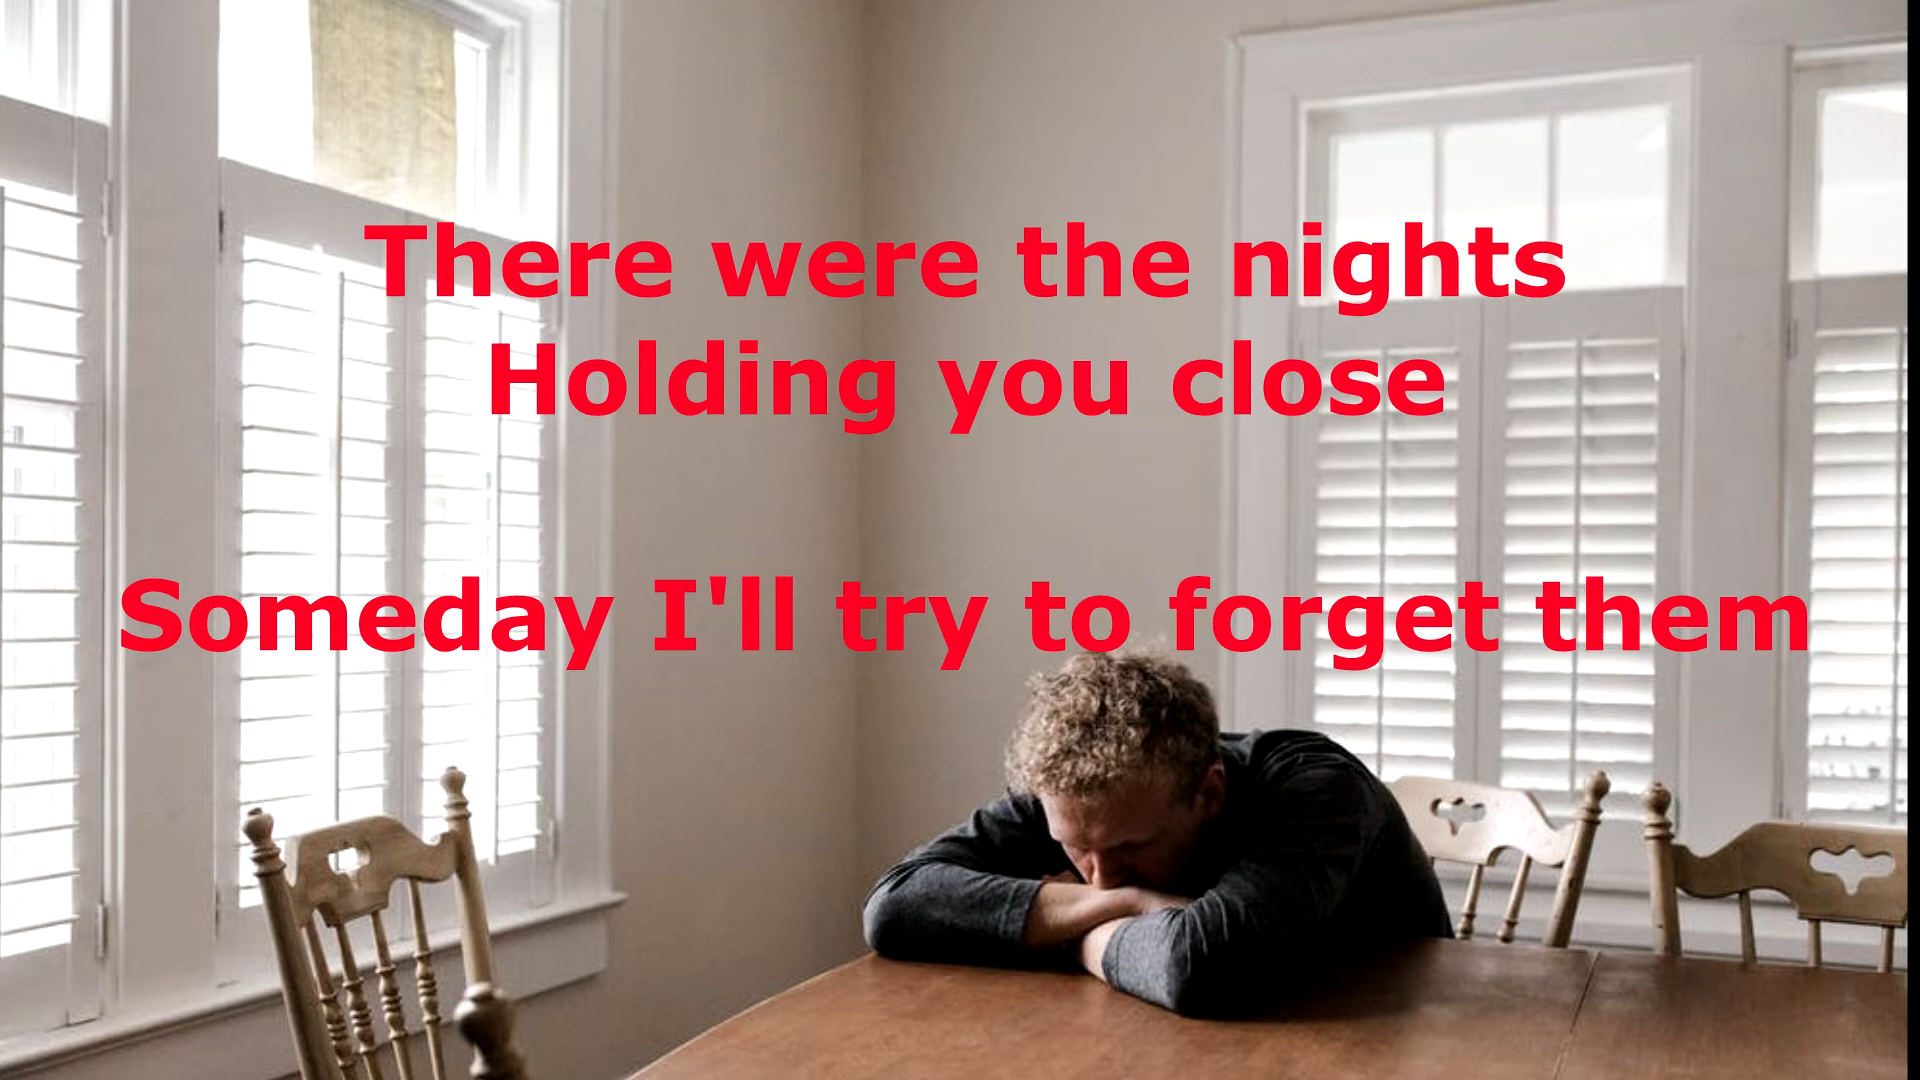 There were the nights
Holding you close
Someday I'll try to forget them